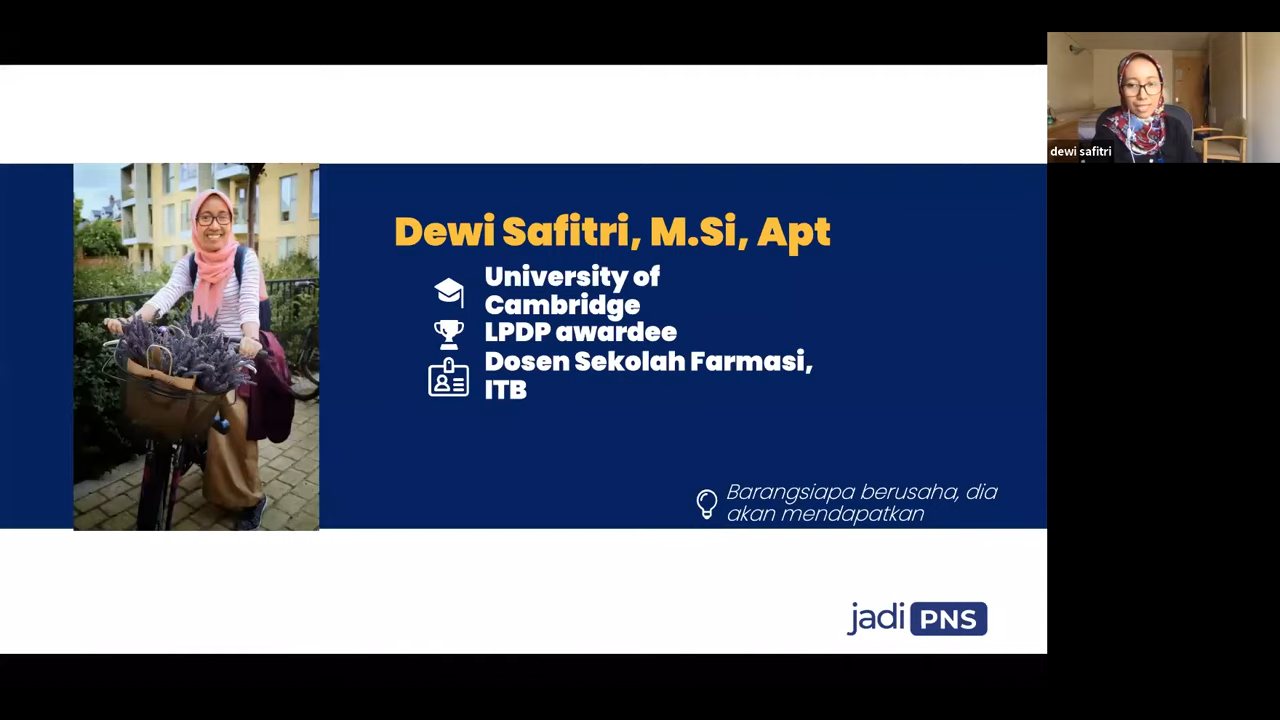 Dewi Safitri, M.Si, Apt
University of
Cambridge
LPDP awardee
Dosen Sekolah Farmasi,
ITB
Barangsiapa berusaha, dia
akan mendapatkan
jadi PNS
dewi safitri